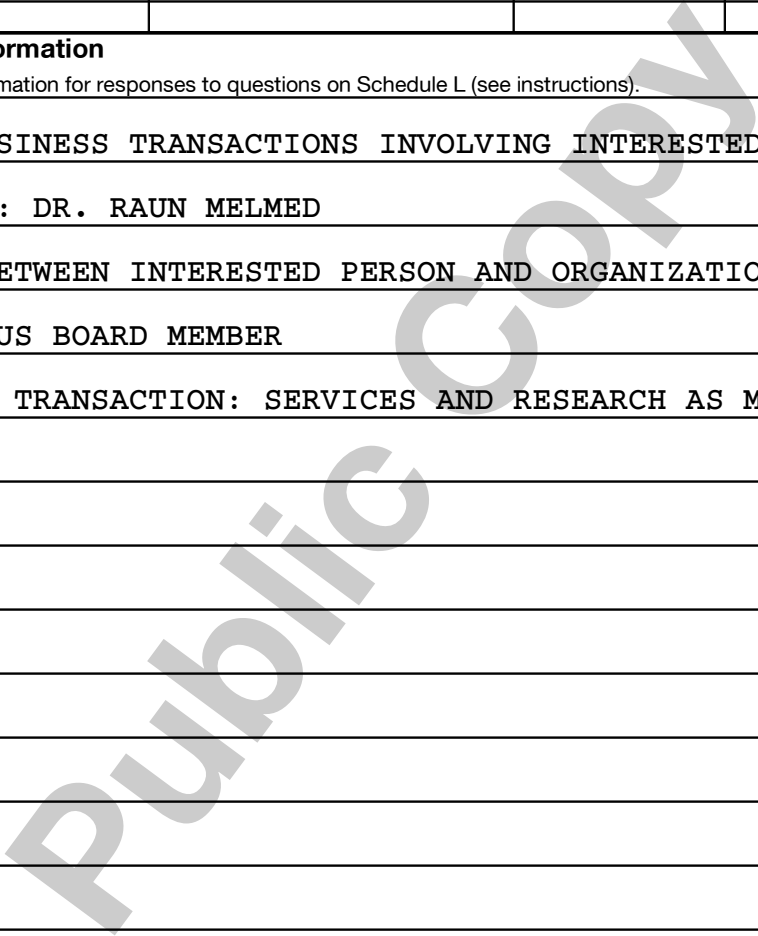 ormation
mation for responses to questions on Schedule L (see instructions).
SINESS TRANSACTIONS INVOLVING INTERESTED
: DR. RAUN MELMED
ETWEEN INTERESTED PERSON AND ORGANIZATIO
US BOARD MEMBER
TRANSACTION: SERVICES AND RESEARCH AS M
Public Copy